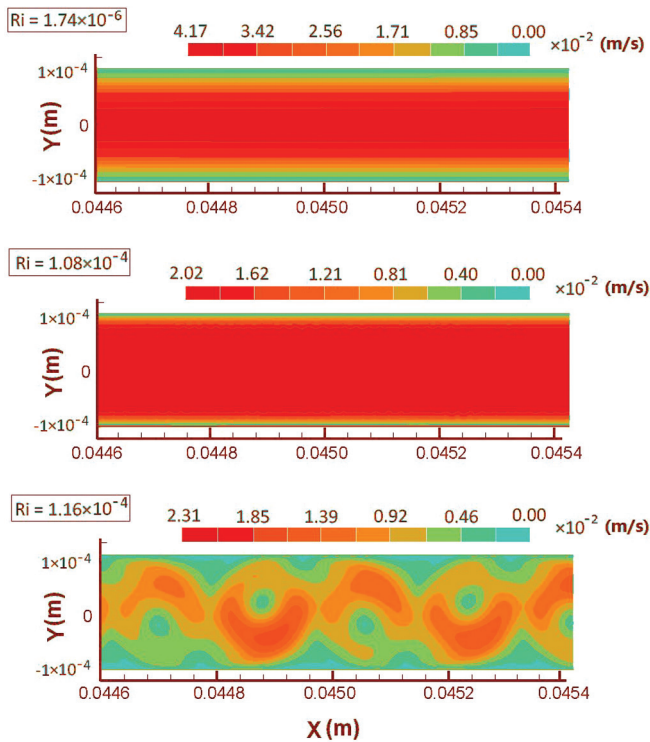 Ri = 1.74×10⁻⁶
4.17 3.42 2.56 1.71 0.85 0.00 ×10⁻² (m/s)
1×10⁻⁴
Y(m)
0
-1×10⁻⁴
0.0446 0.0448 0.0450 0.0452 0.0454
Ri = 1.08×10⁻⁴
2.02 1.62 1.21 0.81 0.40 0.00 ×10⁻² (m/s)
1×10⁻⁴
Y(m)
0
-1×10⁻⁴
0.0446 0.0448 0.0450 0.0452 0.0454
Ri = 1.16×10⁻⁴
2.31 1.85 1.39 0.92 0.46 0.00 ×10⁻² (m/s)
1×10⁻⁴
Y(m)
0
-1×10⁻⁴
0.0446 0.0448 0.0450 0.0452 0.0454
X (m)